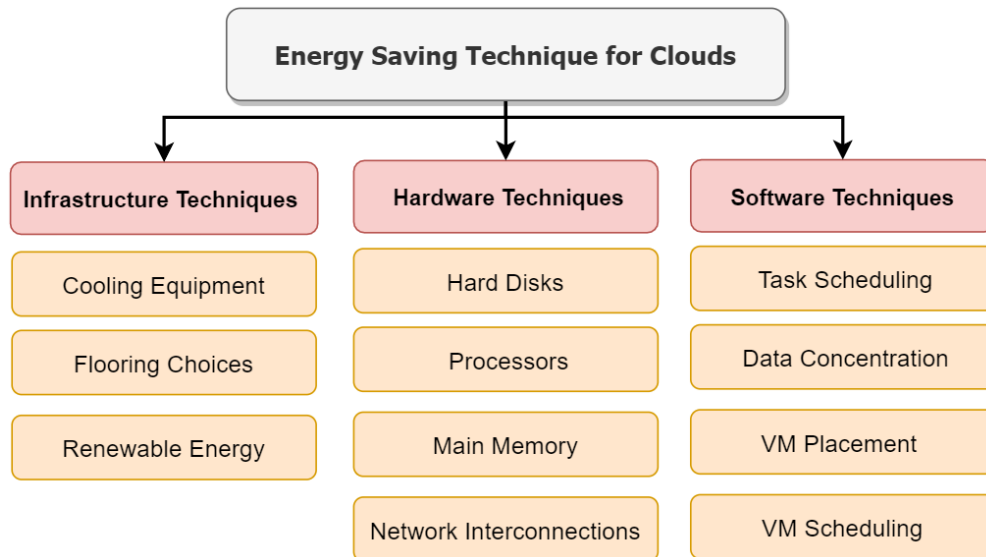 Energy Saving Technique for Clouds
Infrastructure Techniques
Hardware Techniques
Software Techniques
Cooling Equipment
Hard Disks
Task Scheduling
Flooring Choices
Processors
Data Concentration
Renewable Energy
Main Memory
VM Placement
Network Interconnections
VM Scheduling